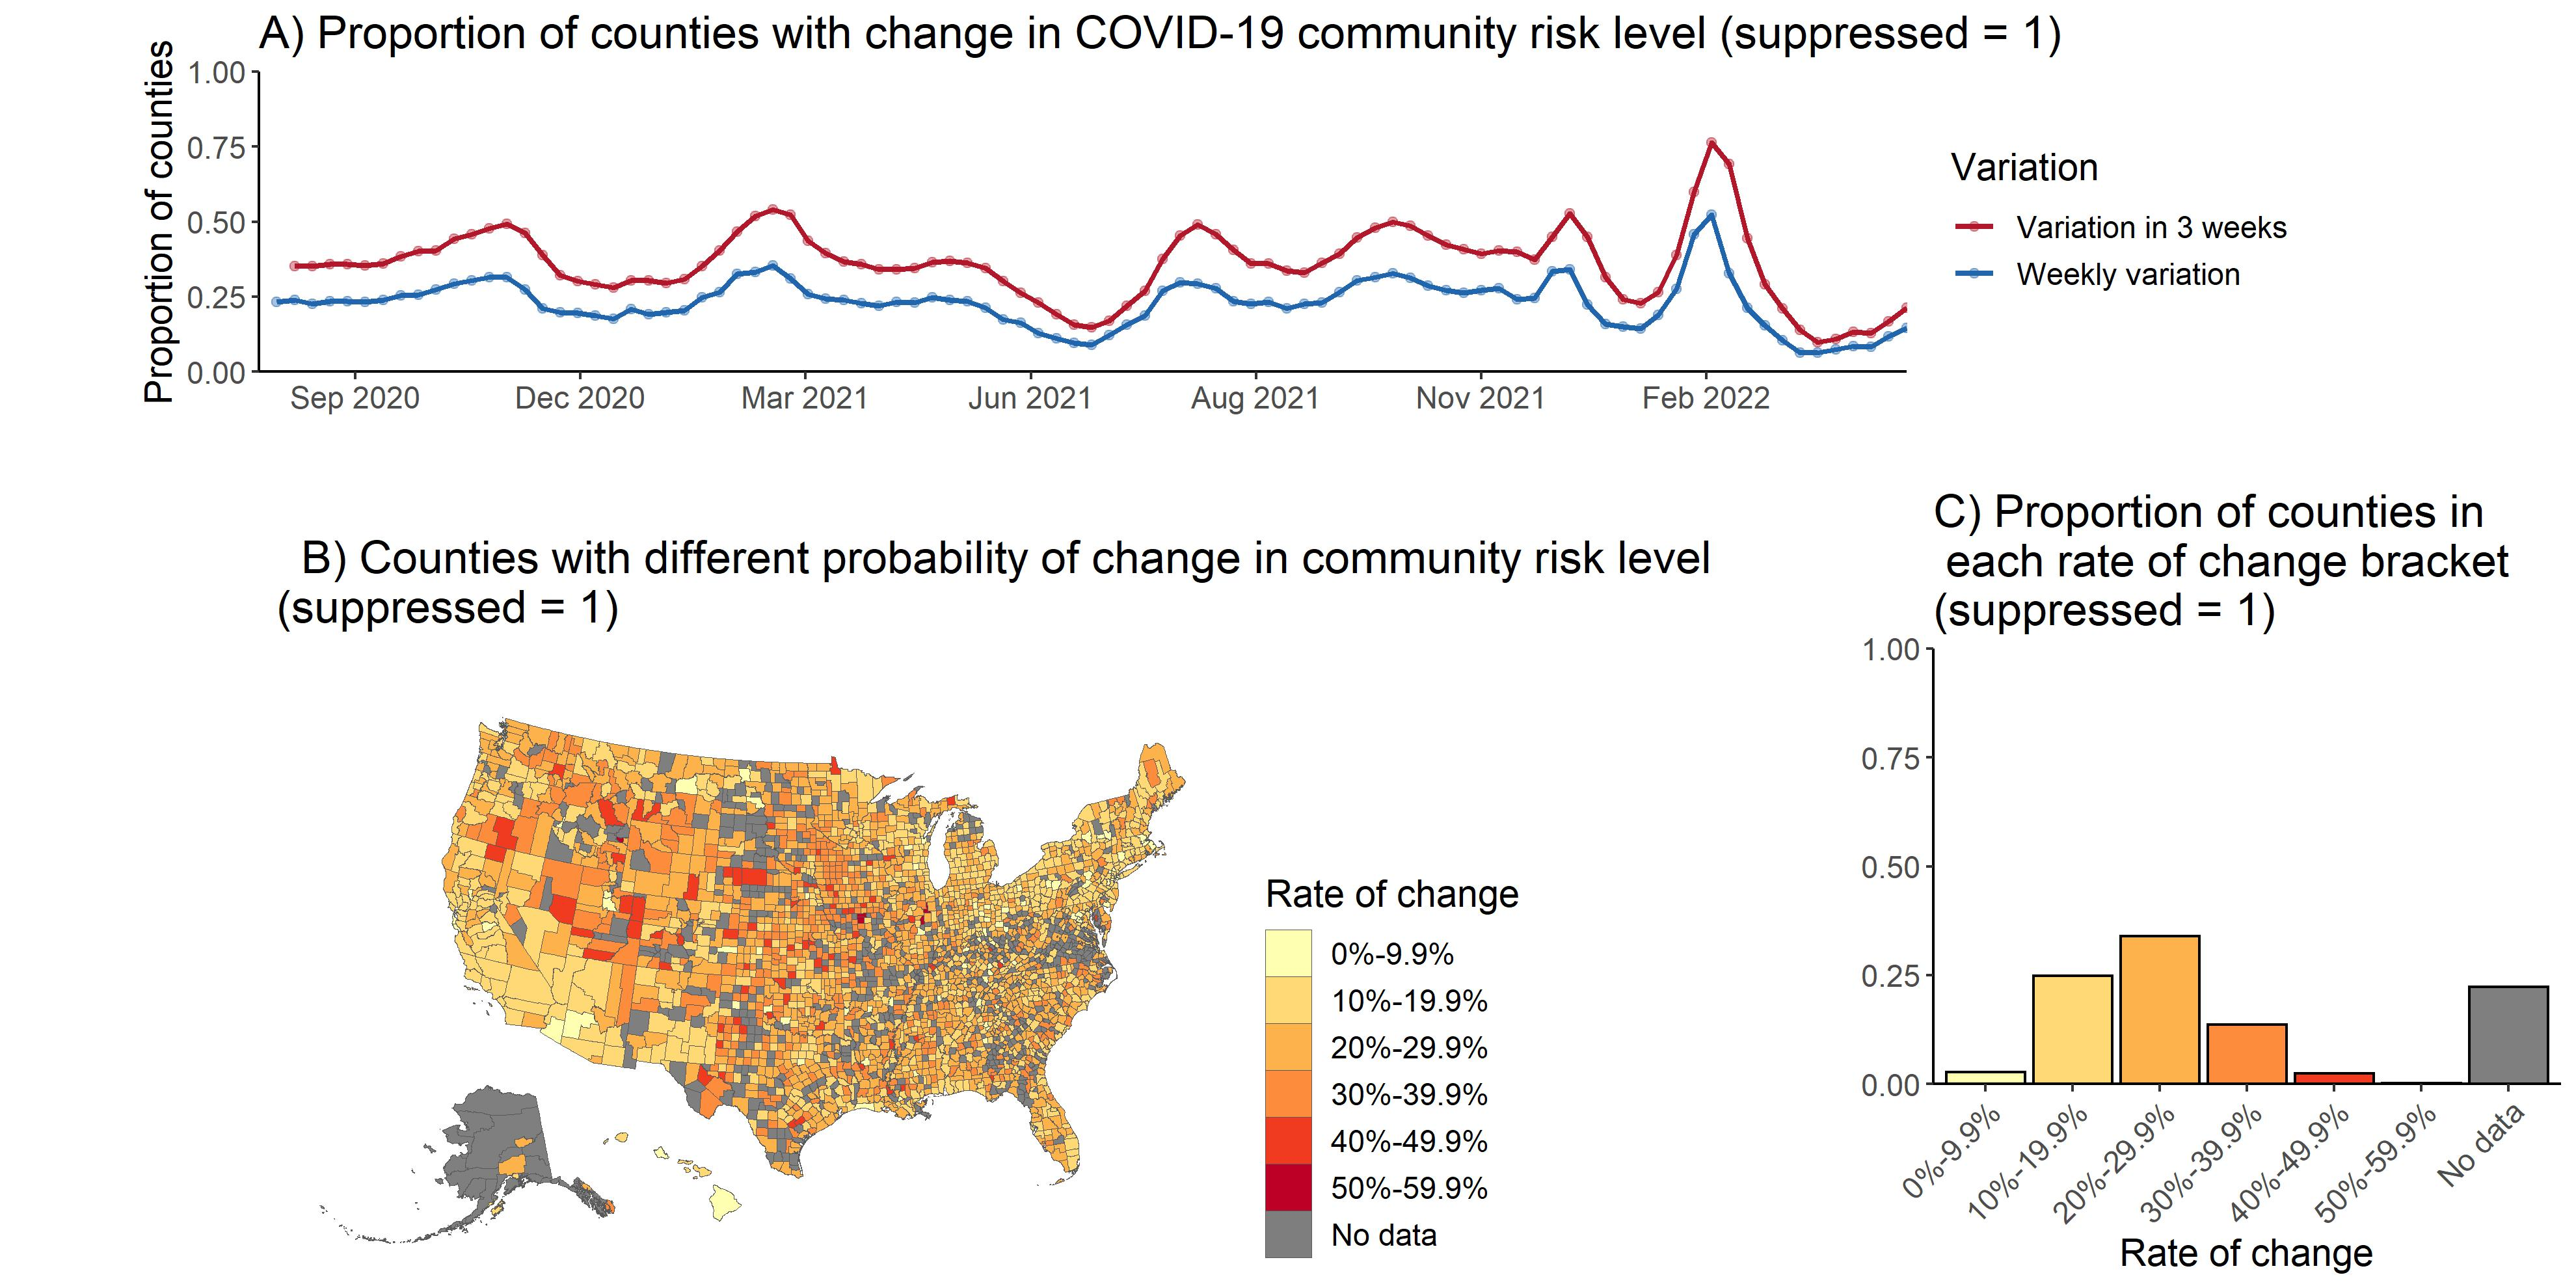 A) Proportion of counties with change in COVID-19 community risk level (suppressed = 1)
Proportion of counties
1.00
0.75
0.50
0.25
0.00
Sep 2020
Dec 2020
Mar 2021
Jun 2021
Aug 2021
Nov 2021
Feb 2022
Variation
Variation in 3 weeks
Weekly variation
B) Counties with different probability of change in community risk level
(suppressed = 1)
Rate of change
0%-9.9%
10%-19.9%
20%-29.9%
30%-39.9%
40%-49.9%
50%-59.9%
No data
C) Proportion of counties in
each rate of change bracket
(suppressed = 1)
1.00
0.75
0.50
0.25
0.00
0%-9.9%
10%-19.9%
20%-29.9%
30%-39.9%
40%-49.9%
50%-59.9%
No data
Rate of change